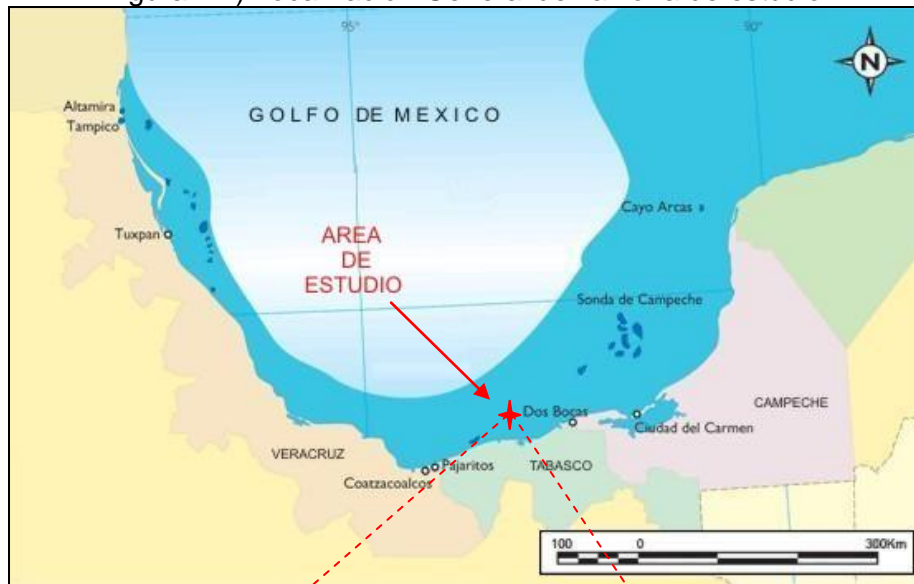 95°
90°
N
Altamira
Tampico
GOLFO DE MEXICO
Tuxpan
Cayo Arcas
AREA
DE
ESTUDIO
Sonda de Campeche
Dos Bocas
CAMPECHE
Ciudad del Carmen
VERACRUZ
Pajaritos
TABASCO
Coatzacoalcos
100 0 300Km